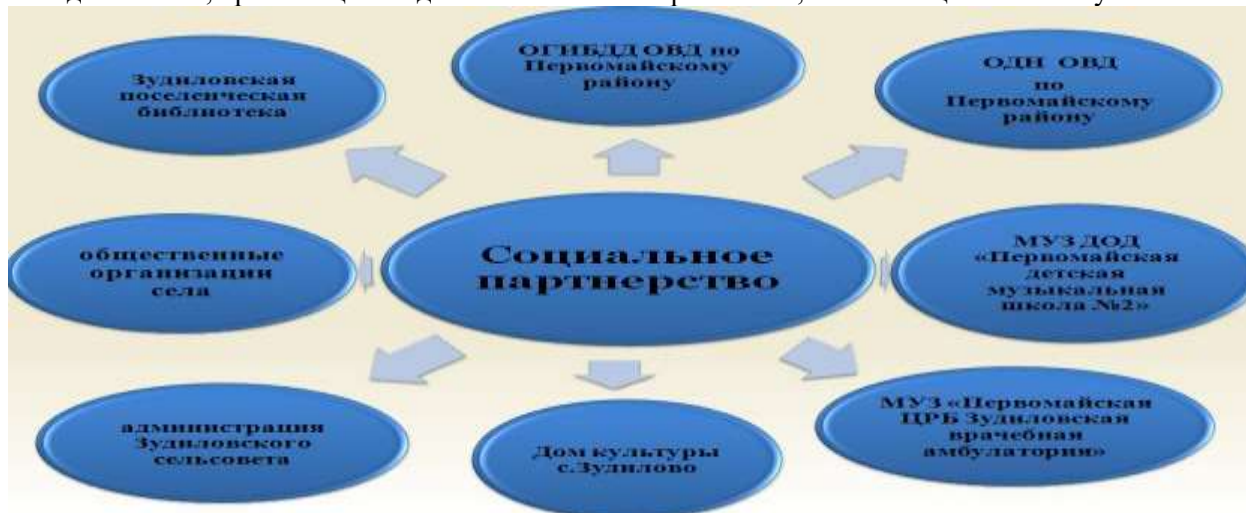 Зудиловская
поселенческая
библиотека
ОГИБДД ОВД по
Первомайскому
району
ОДН ОВД
по
Первомайскому
району
общественные
организации
села
Социальное
партнерство
МУЗ ДОД
«Первомайская
детская
музыкальная
школа №2»
администрация
Зудиловского
сельсовета
Дом культуры
с.Зудилово
МУЗ «Первомайская
ЦРБ Зудиловская
врачебная
амбулатория»